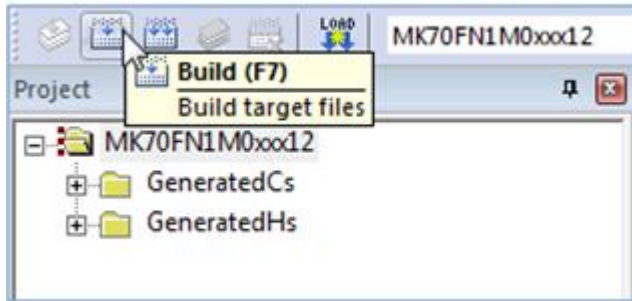 LOAD
MK70FN1M0xxx12
Build (F7)
Project
Build target files
MK70FN1M0xxx12
GeneratedCs
GeneratedHs